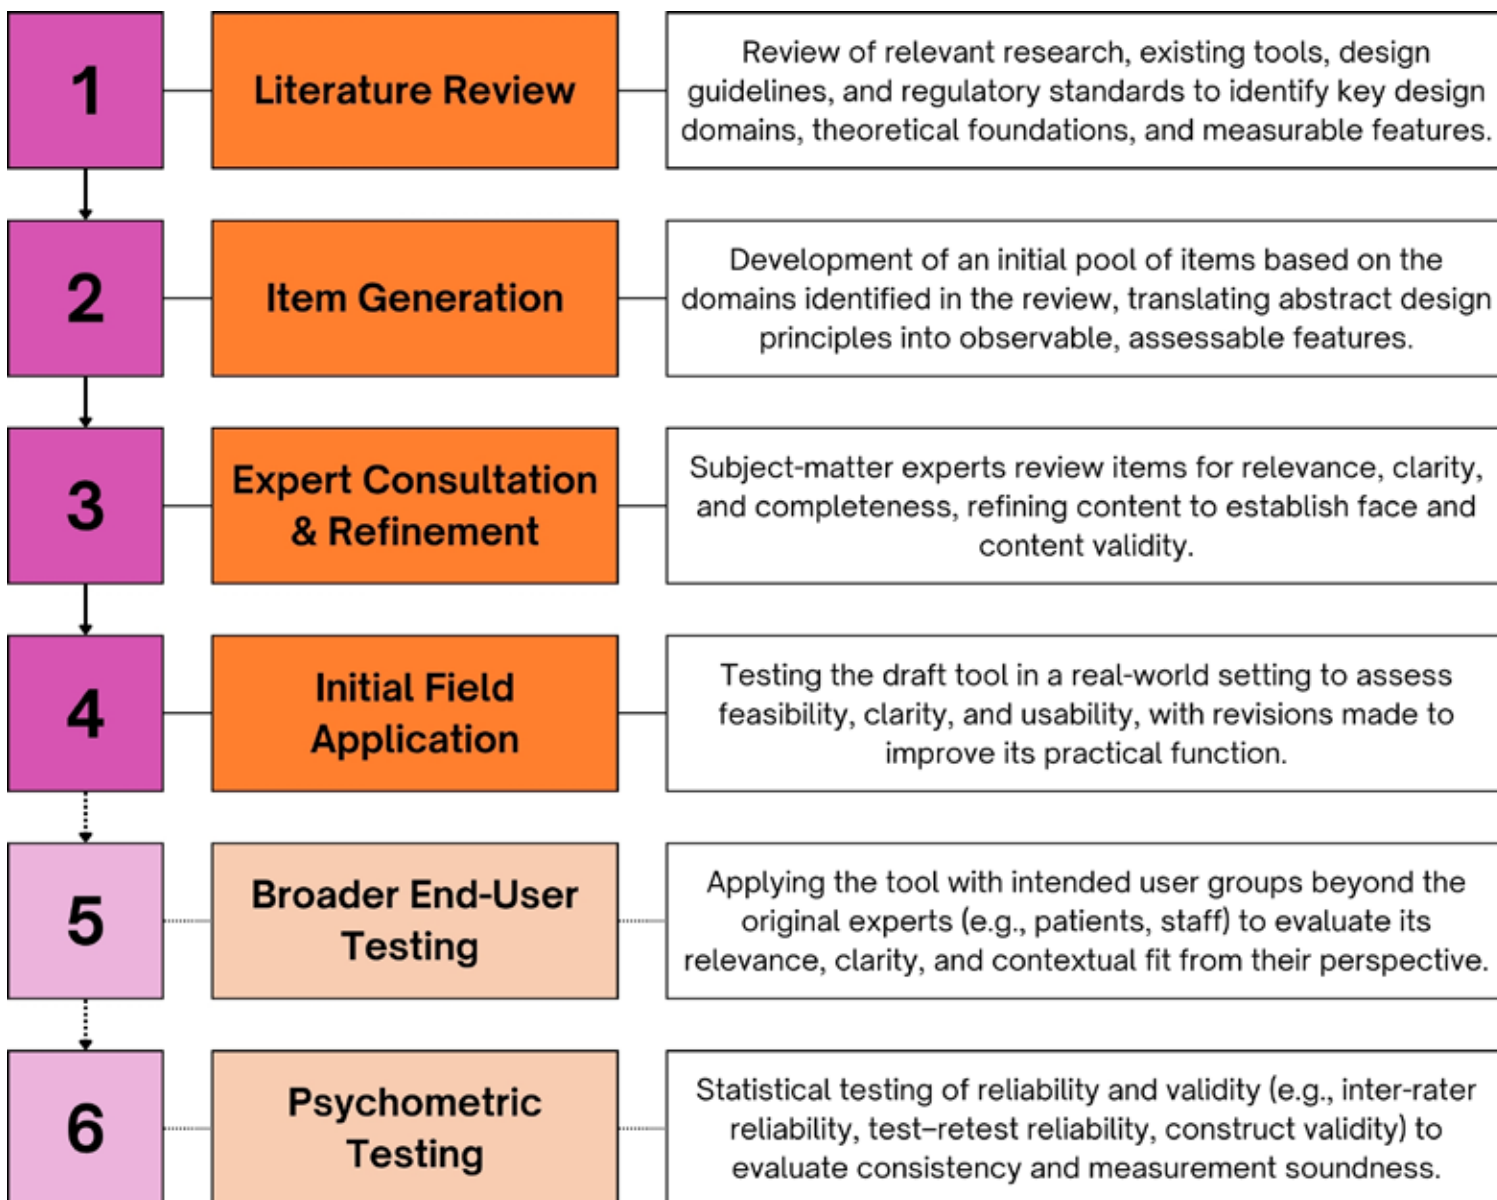 1
Literature Review
Review of relevant research, existing tools, design
guidelines, and regulatory standards to identify key design
domains, theoretical foundations, and measurable features.
2
Item Generation
Development of an initial pool of items based on the
domains identified in the review, translating abstract design
principles into observable, assessable features.
3
Expert Consultation
& Refinement
Subject-matter experts review items for relevance, clarity,
and completeness, refining content to establish face and
content validity.
4
Initial Field
Application
Testing the draft tool in a real-world setting to assess
feasibility, clarity, and usability, with revisions made to
improve its practical function.
5
Broader End-User
Testing
Applying the tool with intended user groups beyond the
original experts (e.g., patients, staff) to evaluate its
relevance, clarity, and contextual fit from their perspective.
6
Psychometric
Testing
Statistical testing of reliability and validity (e.g., inter-rater
reliability, test–retest reliability, construct validity) to
evaluate consistency and measurement soundness.